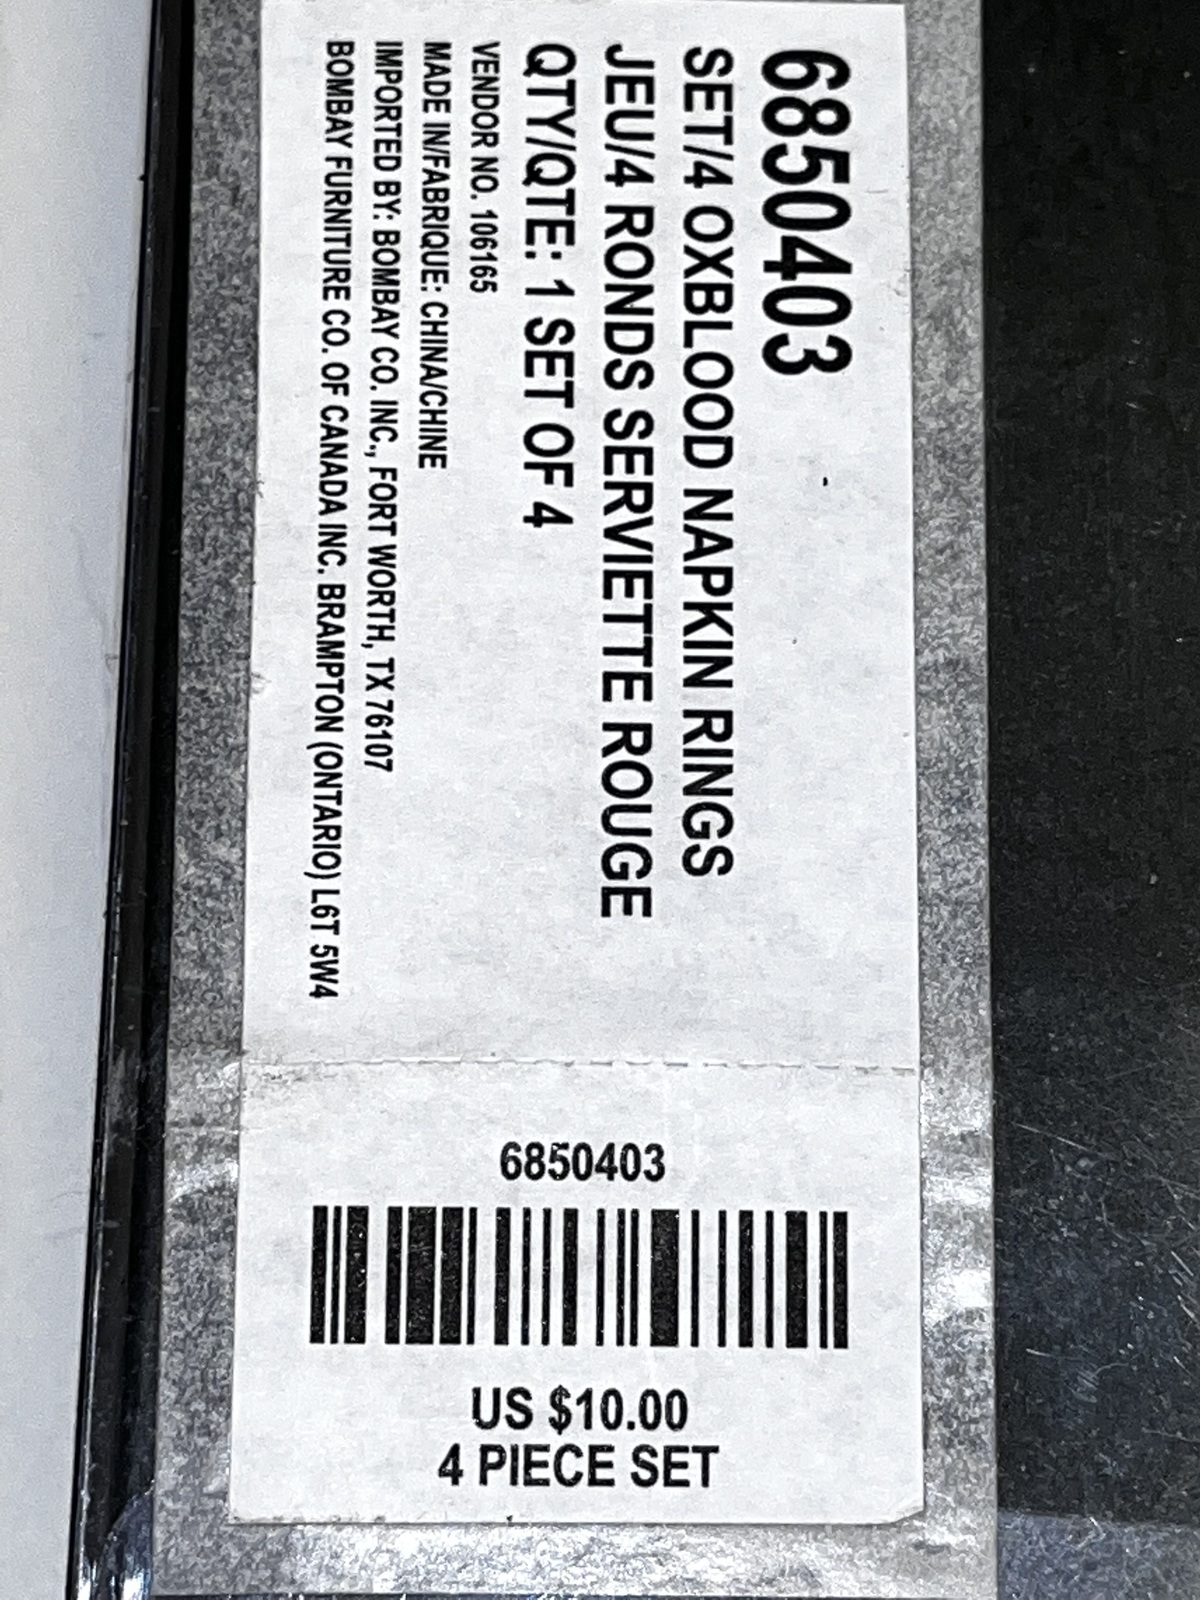 6850403
SET/4 OXBLOOD NAPKIN RINGS
JEU/4 RONDS SERVIETTE ROUGE
QTY/QTE: 1 SET OF 4
VENDOR NO. 106165
MADE IN/FABRIQUE: CHINA/CHINE
IMPORTED BY: BOMBAY CO. INC., FORT WORTH, TX 76107
BOMBAY FURNITURE CO. OF CANADA INC. BRAMPTON (ONTARIO) L6T 5W4
6850403
US $10.00
4 PIECE SET